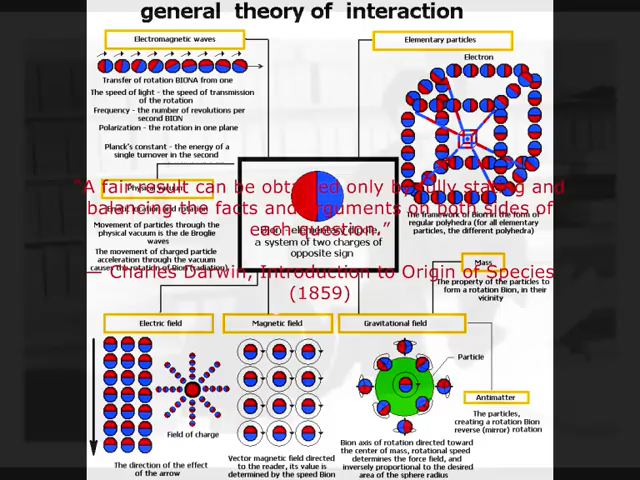 general theory of interaction
Electromagnetic waves
Transfer of rotation BIONA from one
The speed of light - the speed of transmission
of the rotation
Frequency - the number of revolutions per
second BION
Polarization - the rotation in one plane
Planck's constant - the energy of a
single turnover in the second
Elementary particles
Electron
The framework of Bion in the form of
regular polyhedra (for all elementary
particles, the different polyhedra)
"A fair result can be obtained only by fully stating and
balancing the facts and arguments on both sides of
each question."
— Charles Darwin, Introduction to Origin of Species
(1859)
Physical vacuum
Movement of particles through the
physical vacuum is the de Broglie
waves
The movement of charged particle
acceleration through the vacuum
causes the rotation of Bion (radiation)
a system of two charges of
opposite sign
Mass
The property of the particles to
form a rotation Bion, in their
vicinity
Electric field
Field of charge
The direction of the effect
of the arrow
Magnetic field
Vector magnetic field directed
to the reader, its value is
determined by the speed Bion
Gravitational field
Particle
Bion axis of rotation directed toward
the center of mass, rotational speed
determines the force field, and
inversely proportional to the desired
area of the sphere radius
Antimatter
The particles,
creating a rotation Bion
reverse (mirror) rotation